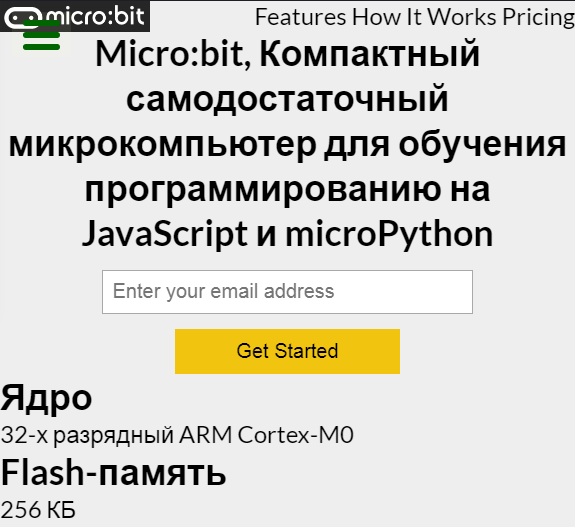 micro:bit
Features How It Works Pricing
Micro:bit, Компактный
самодостаточный
микрокомпьютер для обучения
программированию на
JavaScript и microPython
Enter your email address
Get Started
Ядро
32-х разрядный ARM Cortex-M0
Flash-память
256 КБ